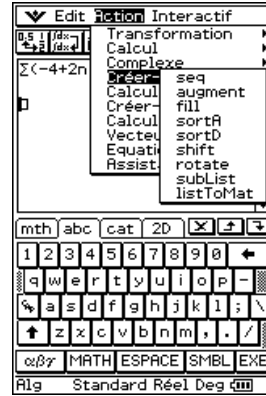 Edit Action Interactif
Transformation
Calcul
Complexe
Créer- seq
Calcul augment
Créer- fill
Calcul sortA
Vecteu sortD
Equati shift
Assist. rotate
subList
listToMat
Σ(-4+2n
mth abc cat 2D
1 2 3 4 5 6 7 8 9 0
q w e r t y u i o p -
a s d f g h j k l ; \
z x c v b n m , . /
αβγ MATH ESPACE SMBL EXE
Alg Standard Réel Deg